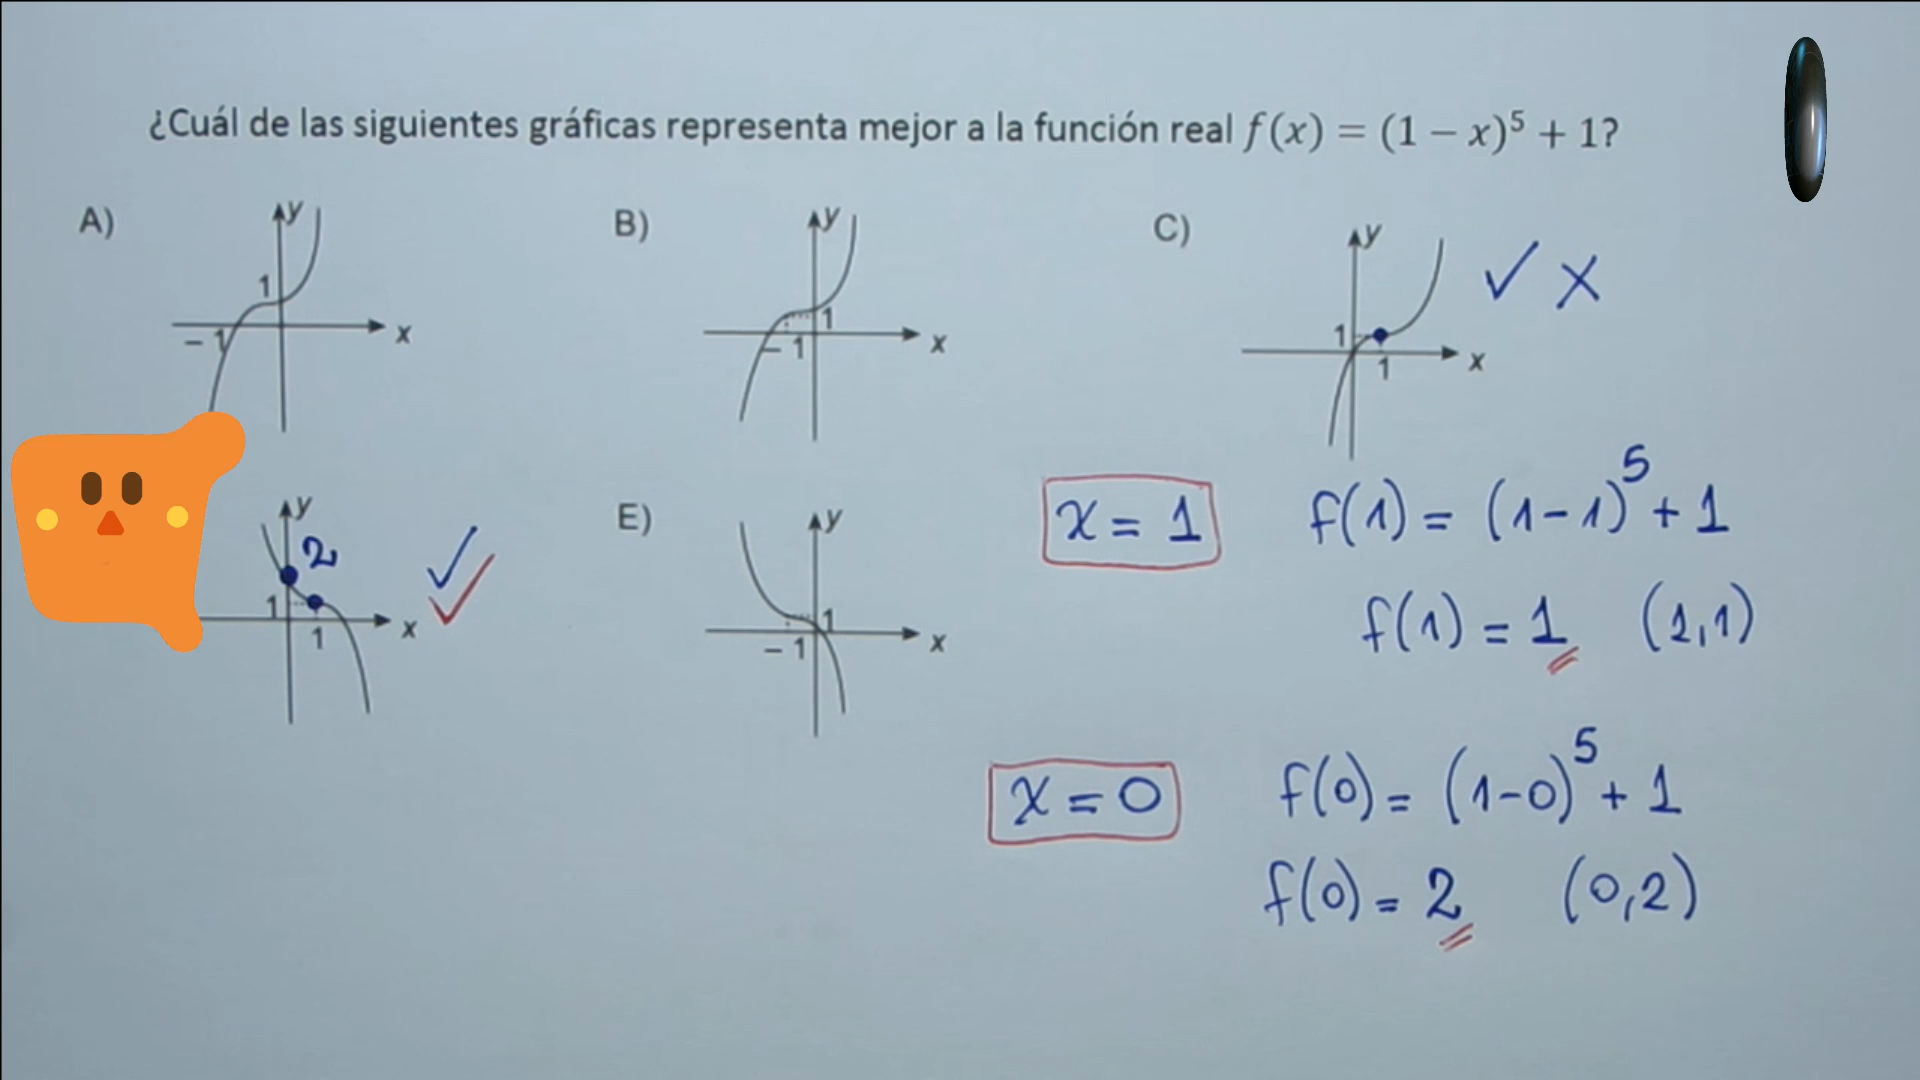 ¿Cuál de las siguientes gráficas representa mejor a la función real f(x) = (1 − x)⁵ + 1?
A) y 1 − 1 x
B) y 1 − 1 x
C) y 1 1 x ✓ X
y 2 1 1 x ✓ ✓
E) y 1 − 1 x
x = 1 f(1) = (1-1)⁵ + 1
f(1) = 1 (1,1)
x = 0 f(0) = (1-0)⁵ + 1
f(0) = 2 (0,2)